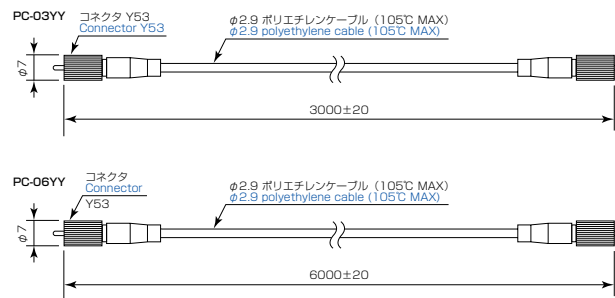 PC-03YY
コネクタ Y53
Connector Y53
φ2.9 ポリエチレンケーブル（105℃ MAX）
φ2.9 polyethylene cable (105℃ MAX)
φ7
3000±20
PC-06YY
コネクタ
Connector
Y53
φ2.9 ポリエチレンケーブル（105℃ MAX）
φ2.9 polyethylene cable (105℃ MAX)
φ7
6000±20